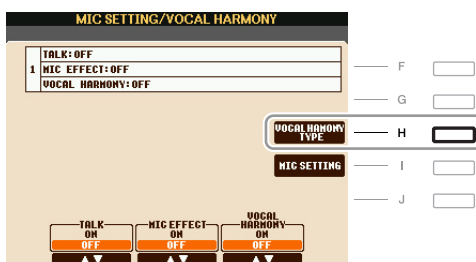 MIC SETTING/VOCAL HARMONY
TALK:OFF
1 MIC EFFECT:OFF
VOCAL HARMONY:OFF
F
G
VOCAL HAMONY
TYPE
H
MIC SETTING
I
J
TALK
ON
OFF
MIC EFFECT
ON
OFF
VOCAL
HARMONY
ON
OFF